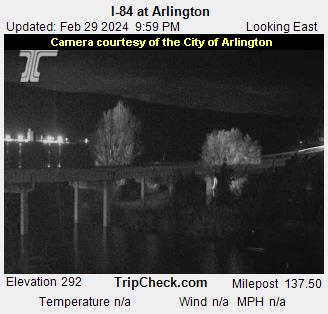 I-84 at Arlington
Updated: Feb 29 2024 9:59 PM Looking East
Camera courtesy of the City of Arlington
Elevation 292 TripCheck.com Milepost 137.50
Temperature n/a Wind n/a MPH n/a